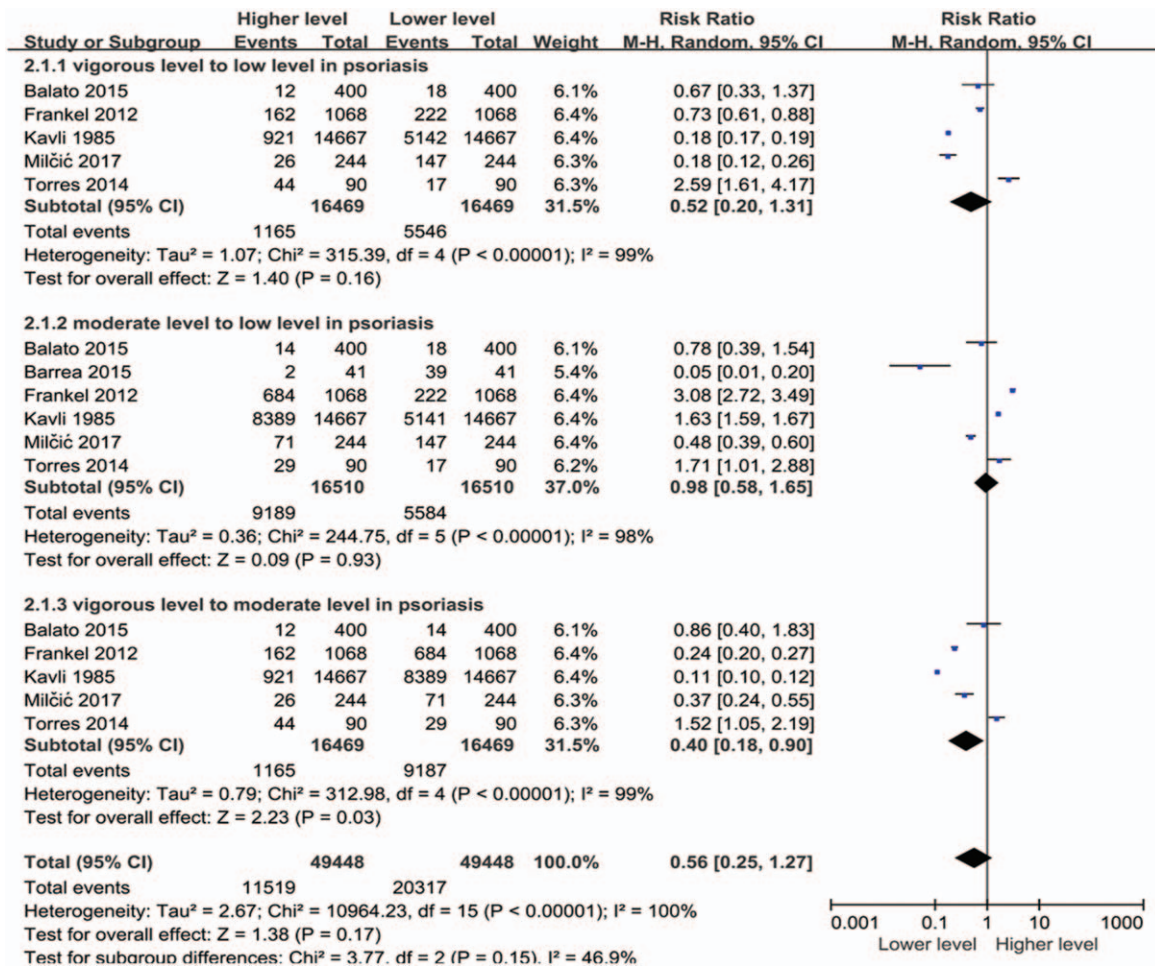 Higher level Lower level Risk Ratio Risk Ratio
Study or Subgroup Events Total Events Total Weight M-H, Random, 95% CI M-H, Random, 95% CI
2.1.1 vigorous level to low level in psoriasis
Balato 2015 12 400 18 400 6.1% 0.67 [0.33, 1.37]
Frankel 2012 162 1068 222 1068 6.4% 0.73 [0.61, 0.88]
Kavli 1985 921 14667 5142 14667 6.4% 0.18 [0.17, 0.19]
Milčić 2017 26 244 147 244 6.3% 0.18 [0.12, 0.26]
Torres 2014 44 90 17 90 6.3% 2.59 [1.61, 4.17]
Subtotal (95% CI) 16469 16469 31.5% 0.52 [0.20, 1.31]
Total events 1165 5546
Heterogeneity: Tau² = 1.07; Chi² = 315.39, df = 4 (P < 0.00001); I² = 99%
Test for overall effect: Z = 1.40 (P = 0.16)
2.1.2 moderate level to low level in psoriasis
Balato 2015 14 400 18 400 6.1% 0.78 [0.39, 1.54]
Barrea 2015 2 41 39 41 5.4% 0.05 [0.01, 0.20]
Frankel 2012 684 1068 222 1068 6.4% 3.08 [2.72, 3.49]
Kavli 1985 8389 14667 5141 14667 6.4% 1.63 [1.59, 1.67]
Milčić 2017 71 244 147 244 6.4% 0.48 [0.39, 0.60]
Torres 2014 29 90 17 90 6.2% 1.71 [1.01, 2.88]
Subtotal (95% CI) 16510 16510 37.0% 0.98 [0.58, 1.65]
Total events 9189 5584
Heterogeneity: Tau² = 0.36; Chi² = 244.75, df = 5 (P < 0.00001); I² = 98%
Test for overall effect: Z = 0.09 (P = 0.93)
2.1.3 vigorous level to moderate level in psoriasis
Balato 2015 12 400 14 400 6.1% 0.86 [0.40, 1.83]
Frankel 2012 162 1068 684 1068 6.4% 0.24 [0.20, 0.27]
Kavli 1985 921 14667 8389 14667 6.4% 0.11 [0.10, 0.12]
Milčić 2017 26 244 71 244 6.3% 0.37 [0.24, 0.55]
Torres 2014 44 90 29 90 6.3% 1.52 [1.05, 2.19]
Subtotal (95% CI) 16469 16469 31.5% 0.40 [0.18, 0.90]
Total events 1165 9187
Heterogeneity: Tau² = 0.79; Chi² = 312.98, df = 4 (P < 0.00001); I² = 99%
Test for overall effect: Z = 2.23 (P = 0.03)
Total (95% CI) 49448 49448 100.0% 0.56 [0.25, 1.27]
Total events 11519 20317
Heterogeneity: Tau² = 2.67; Chi² = 10964.23, df = 15 (P < 0.00001); I² = 100%
Test for overall effect: Z = 1.38 (P = 0.17)
Test for subgroup differences: Chi² = 3.77, df = 2 (P = 0.15), I² = 46.9%
0.001 0.1 1 10 1000
Lower level Higher level